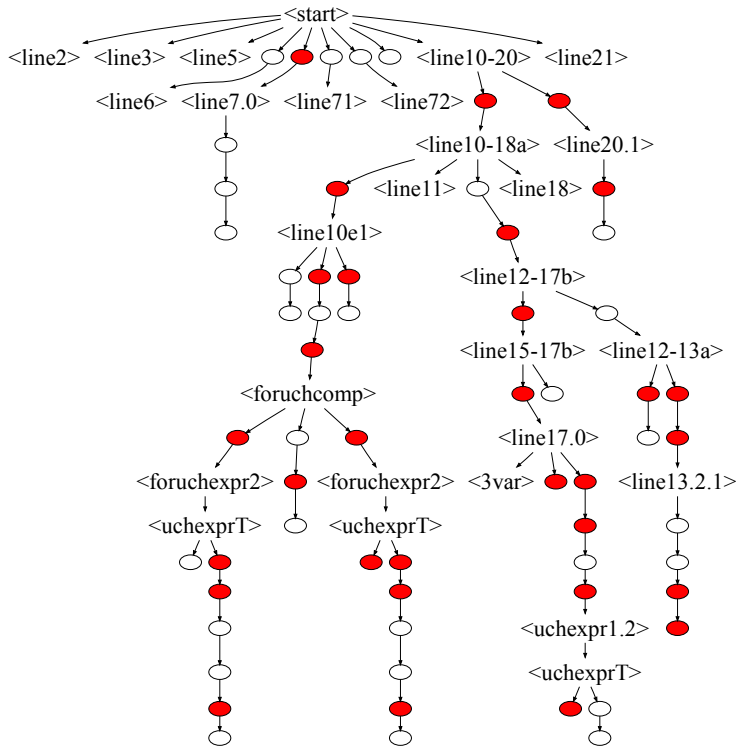 <start>
<line2> <line3> <line5> <line10-20> <line21>
<line6> <line7.0> <line71> <line72>
<line10-18a> <line20.1>
<line11> <line18>
<line10e1>
<line12-17b>
<line15-17b> <line12-13a>
<foruchcomp>
<line17.0>
<foruchexpr2> <foruchexpr2> <3var> <line13.2.1>
<uchexprT> <uchexprT>
<uchexpr1.2>
<uchexprT>